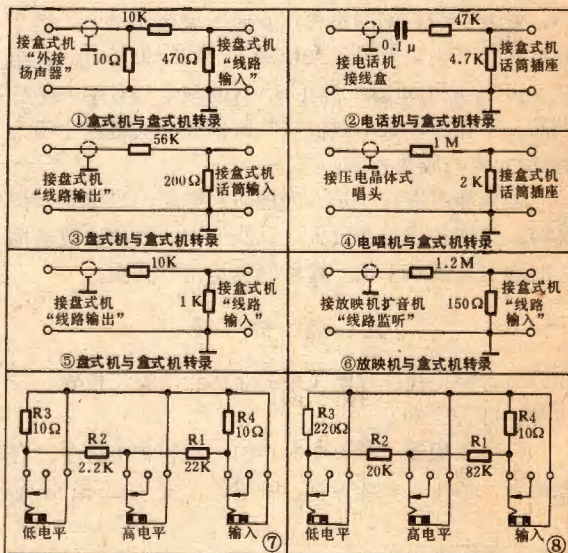 10K
接盒式机
“外接
扬声器”
10Ω
470Ω
接盘式机
“线路
输入”
①盒式机与盘式机转录
47K
0.1μ
接电话机
接线盒
4.7K
接盒式机
话筒插座
②电话机与盘式机转录
56K
接盘式机
“线路输出”
200Ω
接盒式机
话筒输入
③盘式机与盒式机转录
1M
接压电晶体式
唱头
2K
接盒式机
话筒插座
④电唱机与盒式机转录
10K
接盘式机
“线路输出”
1K
接盒式机
“线路
输入”
⑤盘式机与盒式机转录
1.2M
接放映机扩音机
“线路监听”
150Ω
接盒式机
“线路
输入”
⑥放映机与盒式机转录
R3
10Ω
R2
2.2K
R1
22K
R4
10Ω
低电平
高电平
输入
⑦
R3
220Ω
R2
20K
R1
82K
R4
10Ω
低电平
高电平
输入
⑧